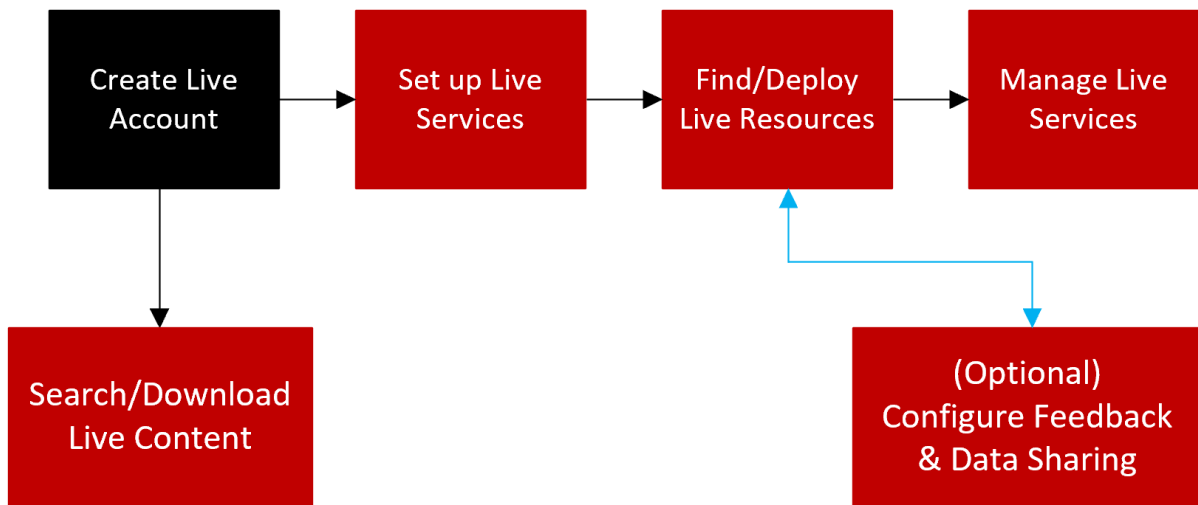 Create Live
Account
Set up Live
Services
Find/Deploy
Live Resources
Manage Live
Services
Search/Download
Live Content
(Optional)
Configure Feedback
& Data Sharing